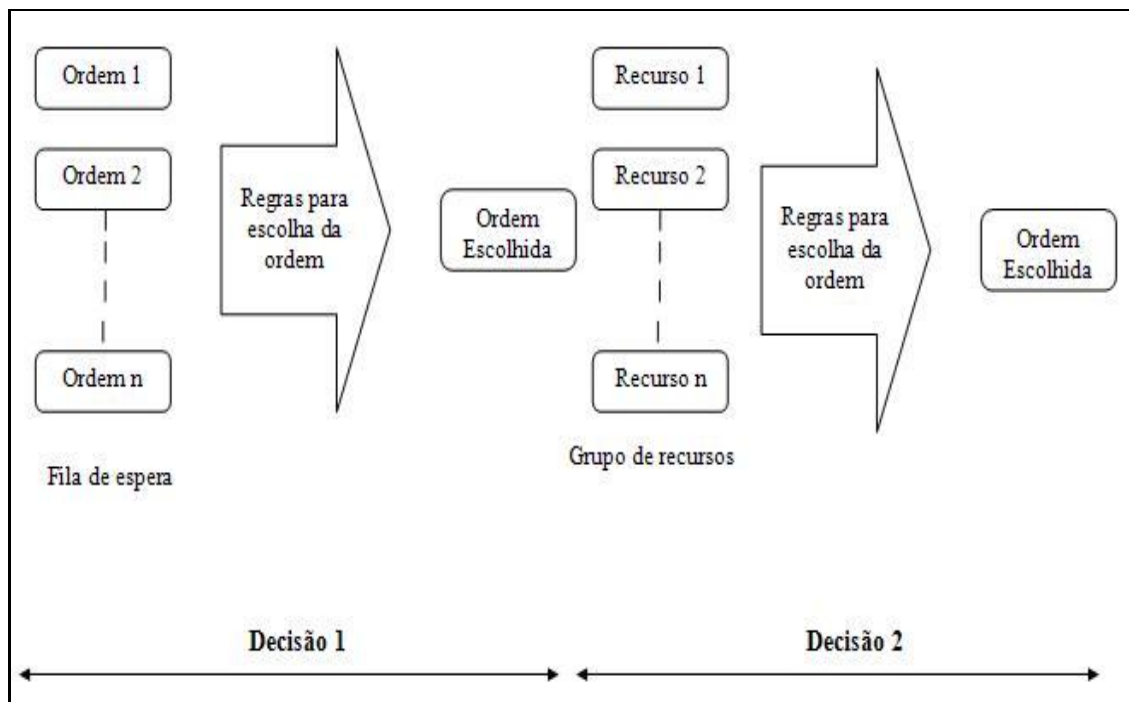 Ordem 1
Ordem 2
Ordem n
Fila de espera
Regras para
escolha da
ordem
Ordem
Escolhida
Recurso 1
Recurso 2
Recurso n
Grupo de recursos
Regras para
escolha da
ordem
Ordem
Escolhida
Decisão 1
Decisão 2